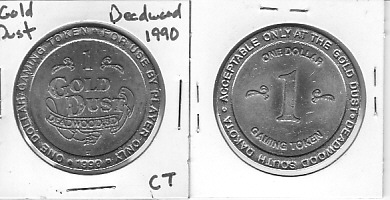 Gold
Dust
Deadwood
1990
ONE DOLLAR GAMING TOKEN • FOR USE BY PLAYER ONLY
1
GOLD
DUST
DEADWOOD, SD
1990
CT
• ACCEPTABLE ONLY AT THE GOLD DUST • DEADWOOD SOUTH DAKOTA
ONE DOLLAR
1
GAMING TOKEN